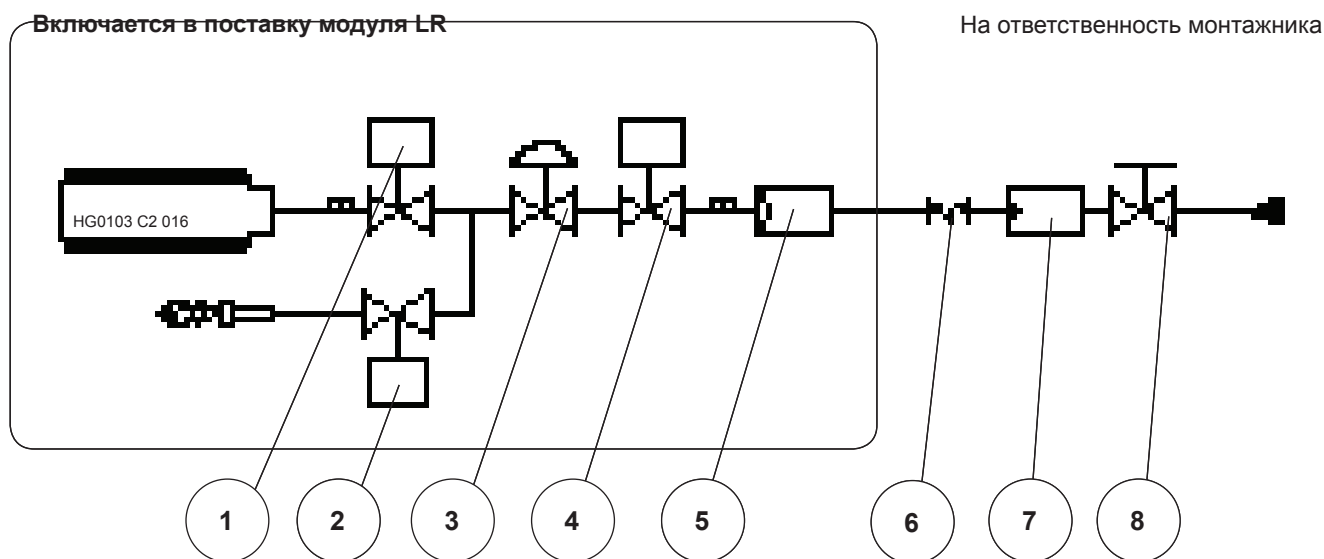 Включается в поставку модуля LR
На ответственность монтажника
HG0103 C2 016
1
2
3
4
5
6
7
8